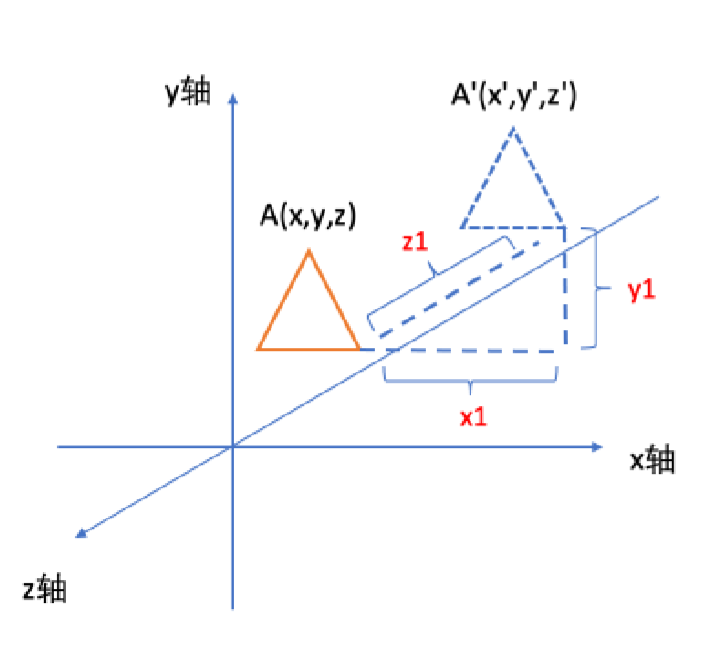 y轴
A'(x',y',z')
A(x,y,z)
z1
y1
x1
x轴
z轴